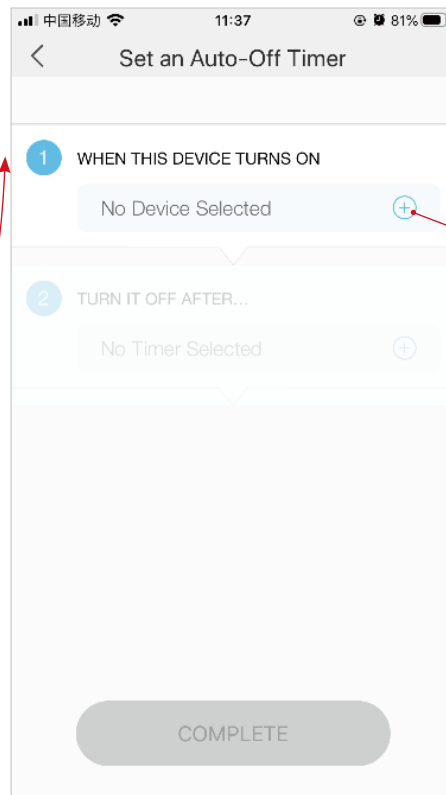 中国移动 11:37 81%
Set an Auto-Off Timer
1 WHEN THIS DEVICE TURNS ON
No Device Selected
2 TURN IT OFF AFTER...
No Timer Selected
COMPLETE